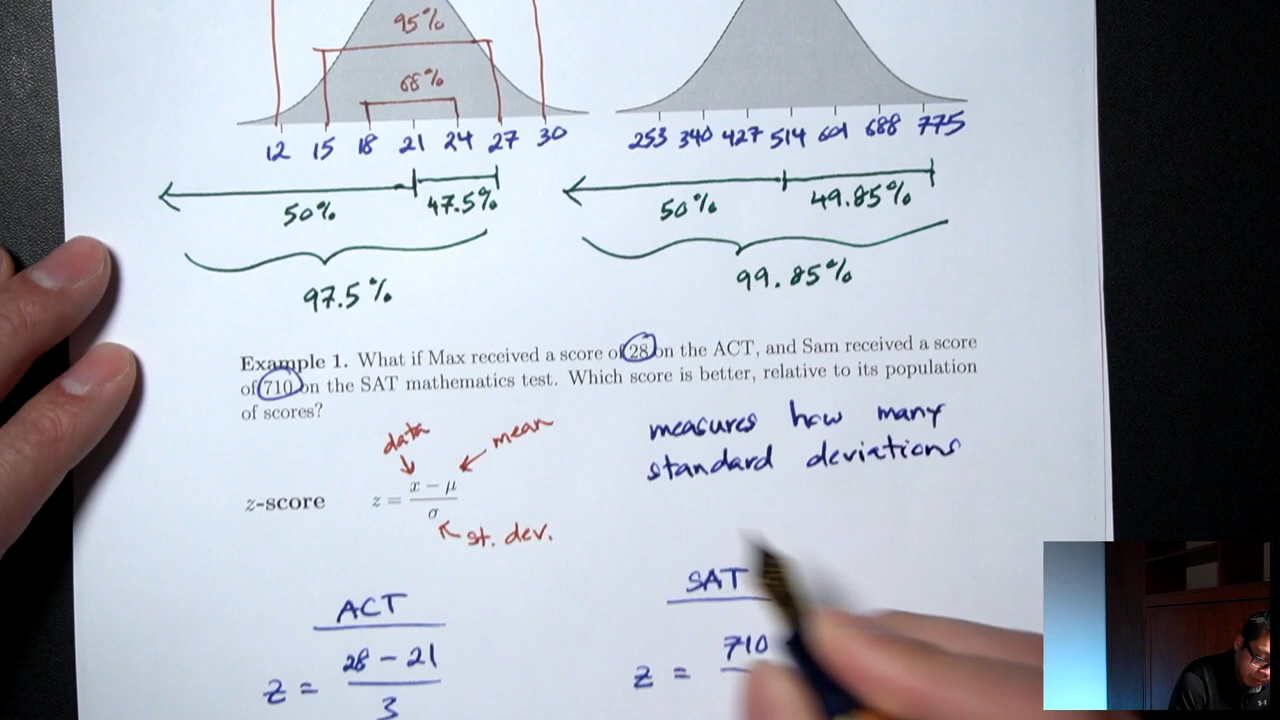 95%
68%
12 15 18 21 24 27 30
253 340 427 514 601 688 775
50% 47.5%
50% 49.85%
97.5%
99.85%
Example 1. What if Max received a score of 28 on the ACT, and Sam received a score
of 710 on the SAT mathematics test. Which score is better, relative to its population
of scores?
data
mean
measures how many
standard deviations
z-score z = x − μ / σ
st. dev.
ACT
SAT
z = 28 − 21 / 3
z = 710